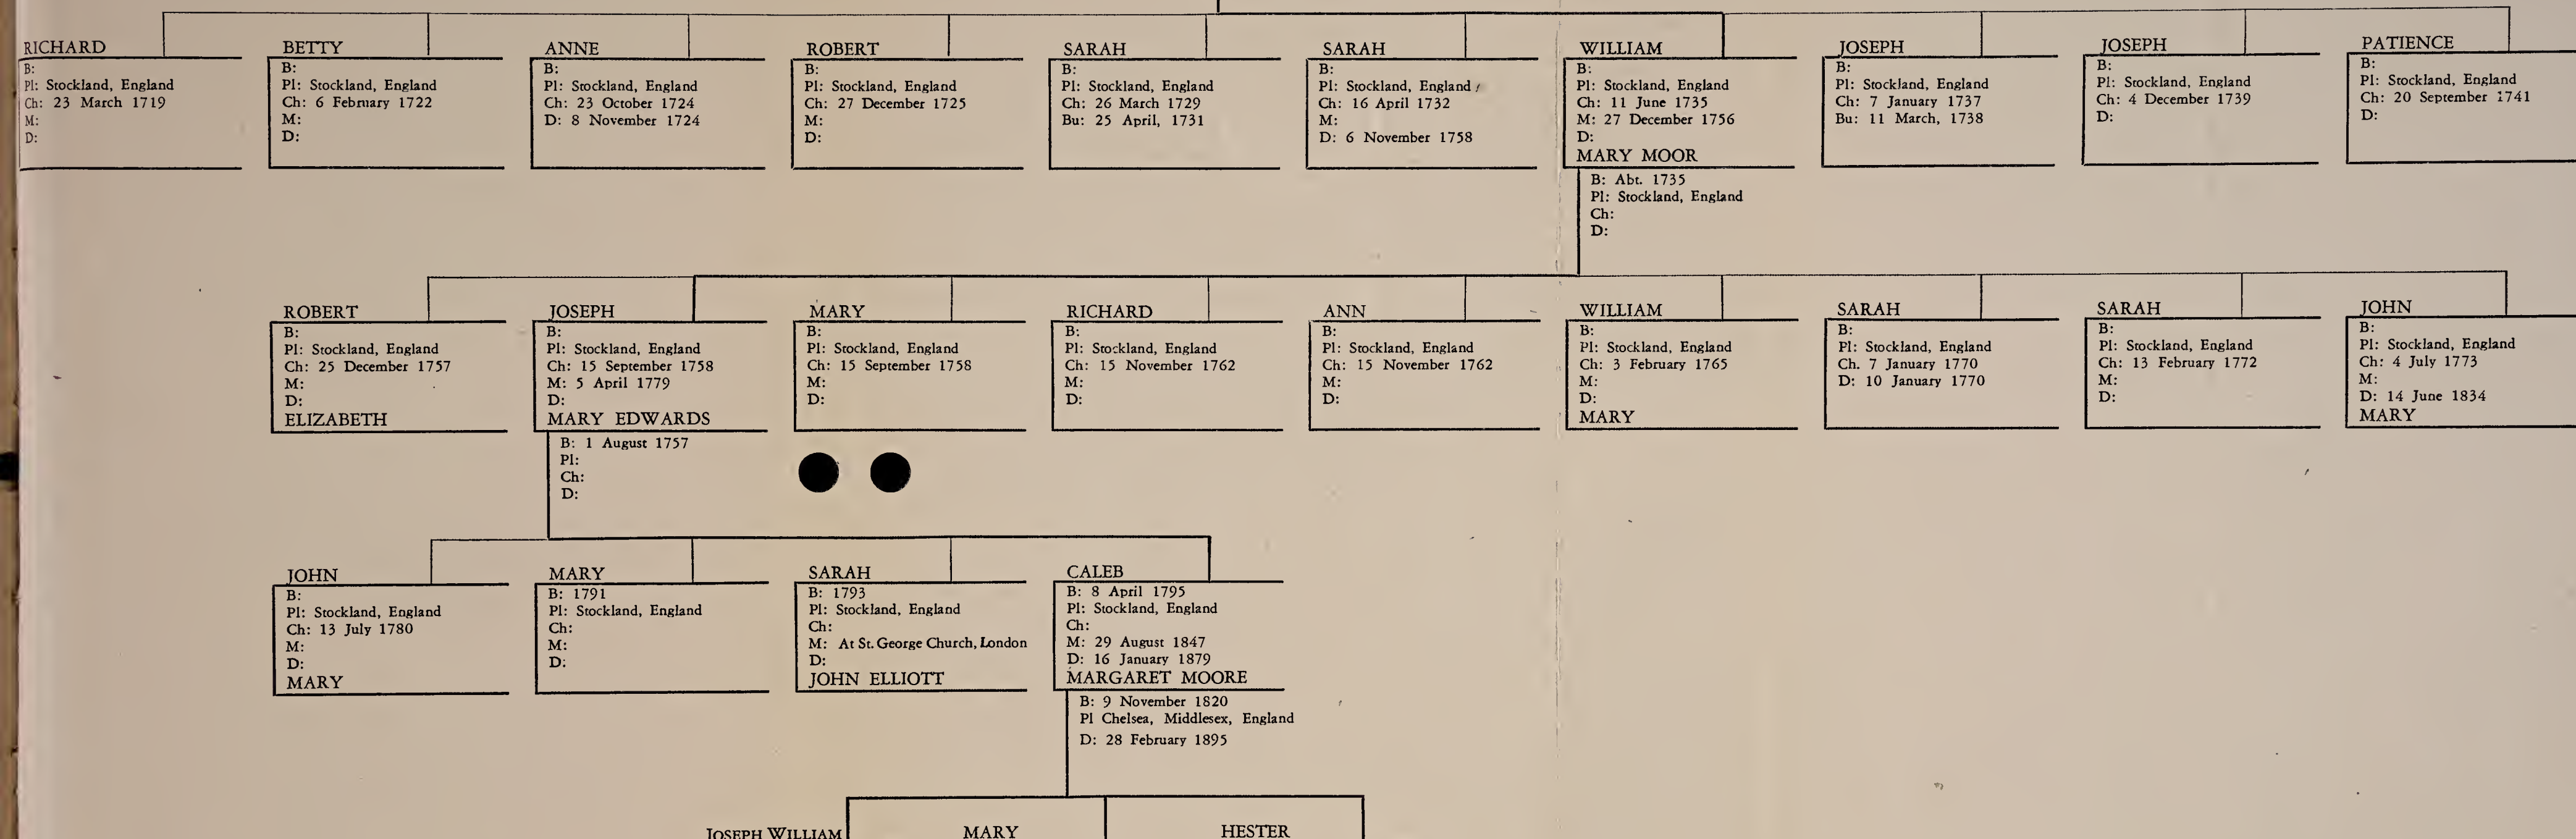 RICHARD
B:
Pl: Stockland, England
Ch: 23 March 1719
M:
D:
BETTY
B:
Pl: Stockland, England
Ch: 6 February 1722
M:
D:
ANNE
B:
Pl: Stockland, England
Ch: 23 October 1724
D: 8 November 1724
ROBERT
B:
Pl: Stockland, England
Ch: 27 December 1725
M:
D:
SARAH
B:
Pl: Stockland, England
Ch: 26 March 1729
Bu: 25 April, 1731
SARAH
B:
Pl: Stockland, England
Ch: 16 April 1732
M:
D: 6 November 1758
WILLIAM
B:
Pl: Stockland, England
Ch: 11 June 1735
M: 27 December 1756
D:
MARY MOOR
B: Abt. 1735
Pl: Stockland, England
Ch:
D:
JOSEPH
B:
Pl: Stockland, England
Ch: 7 January 1737
Bu: 11 March, 1738
JOSEPH
B:
Pl: Stockland, England
Ch: 4 December 1739
D:
PATIENCE
B:
Pl: Stockland, England
Ch: 20 September 1741
D:
ROBERT
B:
Pl: Stockland, England
Ch: 25 December 1757
M:
D:
ELIZABETH
JOSEPH
B:
Pl: Stockland, England
Ch: 15 September 1758
M: 5 April 1779
D:
MARY EDWARDS
B: 1 August 1757
Pl:
Ch:
D:
MARY
B:
Pl: Stockland, England
Ch: 15 September 1758
M:
D:
RICHARD
B:
Pl: Stockland, England
Ch: 15 November 1762
M:
D:
ANN
B:
Pl: Stockland, England
Ch: 15 November 1762
M:
D:
WILLIAM
B:
Pl: Stockland, England
Ch: 3 February 1765
M:
D:
MARY
SARAH
B:
Pl: Stockland, England
Ch. 7 January 1770
D: 10 January 1770
SARAH
B:
Pl: Stockland, England
Ch: 13 February 1772
M:
D:
JOHN
B:
Pl: Stockland, England
Ch: 4 July 1773
M:
D: 14 June 1834
MARY
JOHN
B:
Pl: Stockland, England
Ch: 13 July 1780
M:
D:
MARY
MARY
B: 1791
Pl: Stockland, England
Ch:
M:
D:
SARAH
B: 1793
Pl: Stockland, England
Ch:
M: At St. George Church, London
D:
JOHN ELLIOTT
CALEB
B: 8 April 1795
Pl: Stockland, England
Ch:
M: 29 August 1847
D: 16 January 1879
MARGARET MOORE
B: 9 November 1820
Pl Chelsea, Middlesex, England
D: 28 February 1895
JOSEPH WILLIAM
MARY
HESTER